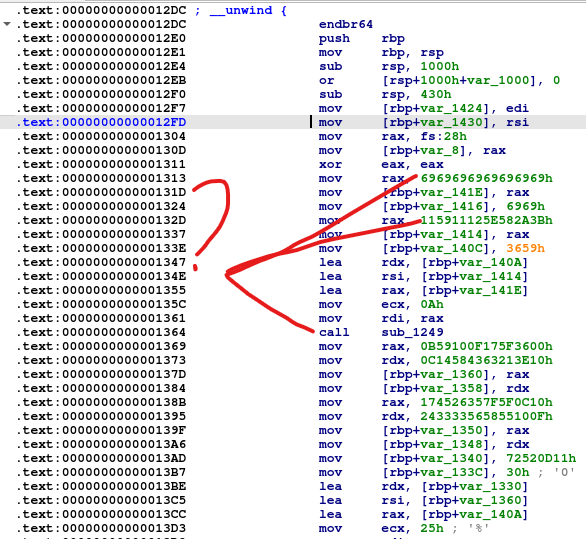 .text:00000000000012DC ; __unwind {
.text:00000000000012DC endbr64
.text:00000000000012E0 push rbp
.text:00000000000012E1 mov rbp, rsp
.text:00000000000012E4 sub rsp, 1000h
.text:00000000000012EB or [rsp+1000h+var_1000], 0
.text:00000000000012F0 sub rsp, 430h
.text:00000000000012F7 mov [rbp+var_1424], edi
.text:00000000000012FD mov [rbp+var_1430], rsi
.text:0000000000001304 mov rax, fs:28h
.text:000000000000130D mov [rbp+var_8], rax
.text:0000000000001311 xor eax, eax
.text:0000000000001313 mov rax, 6969696969696969h
.text:000000000000131D mov [rbp+var_141E], rax
.text:0000000000001324 mov [rbp+var_1416], 6969h
.text:000000000000132D mov rax, 115911125E582A3Bh
.text:0000000000001337 mov [rbp+var_1414], rax
.text:000000000000133E mov [rbp+var_140C], 3659h
.text:0000000000001347 lea rdx, [rbp+var_140A]
.text:000000000000134E lea rsi, [rbp+var_1414]
.text:0000000000001355 lea rax, [rbp+var_141E]
.text:000000000000135C mov ecx, 0Ah
.text:0000000000001361 mov rdi, rax
.text:0000000000001364 call sub_1249
.text:0000000000001369 mov rax, 0B59100F175F3600h
.text:0000000000001373 mov rdx, 0C14584363213E10h
.text:000000000000137D mov [rbp+var_1360], rax
.text:0000000000001384 mov [rbp+var_1358], rdx
.text:000000000000138B mov rax, 174526357F5F0C10h
.text:0000000000001395 mov rdx, 243333565855100Fh
.text:000000000000139F mov [rbp+var_1350], rax
.text:00000000000013A6 mov [rbp+var_1348], rdx
.text:00000000000013AD mov [rbp+var_1340], 72520D11h
.text:00000000000013B7 mov [rbp+var_133C], 30h ; '0'
.text:00000000000013BE lea rdx, [rbp+var_1330]
.text:00000000000013C5 lea rsi, [rbp+var_1360]
.text:00000000000013CC lea rax, [rbp+var_140A]
.text:00000000000013D3 mov ecx, 25h ; '%'
?